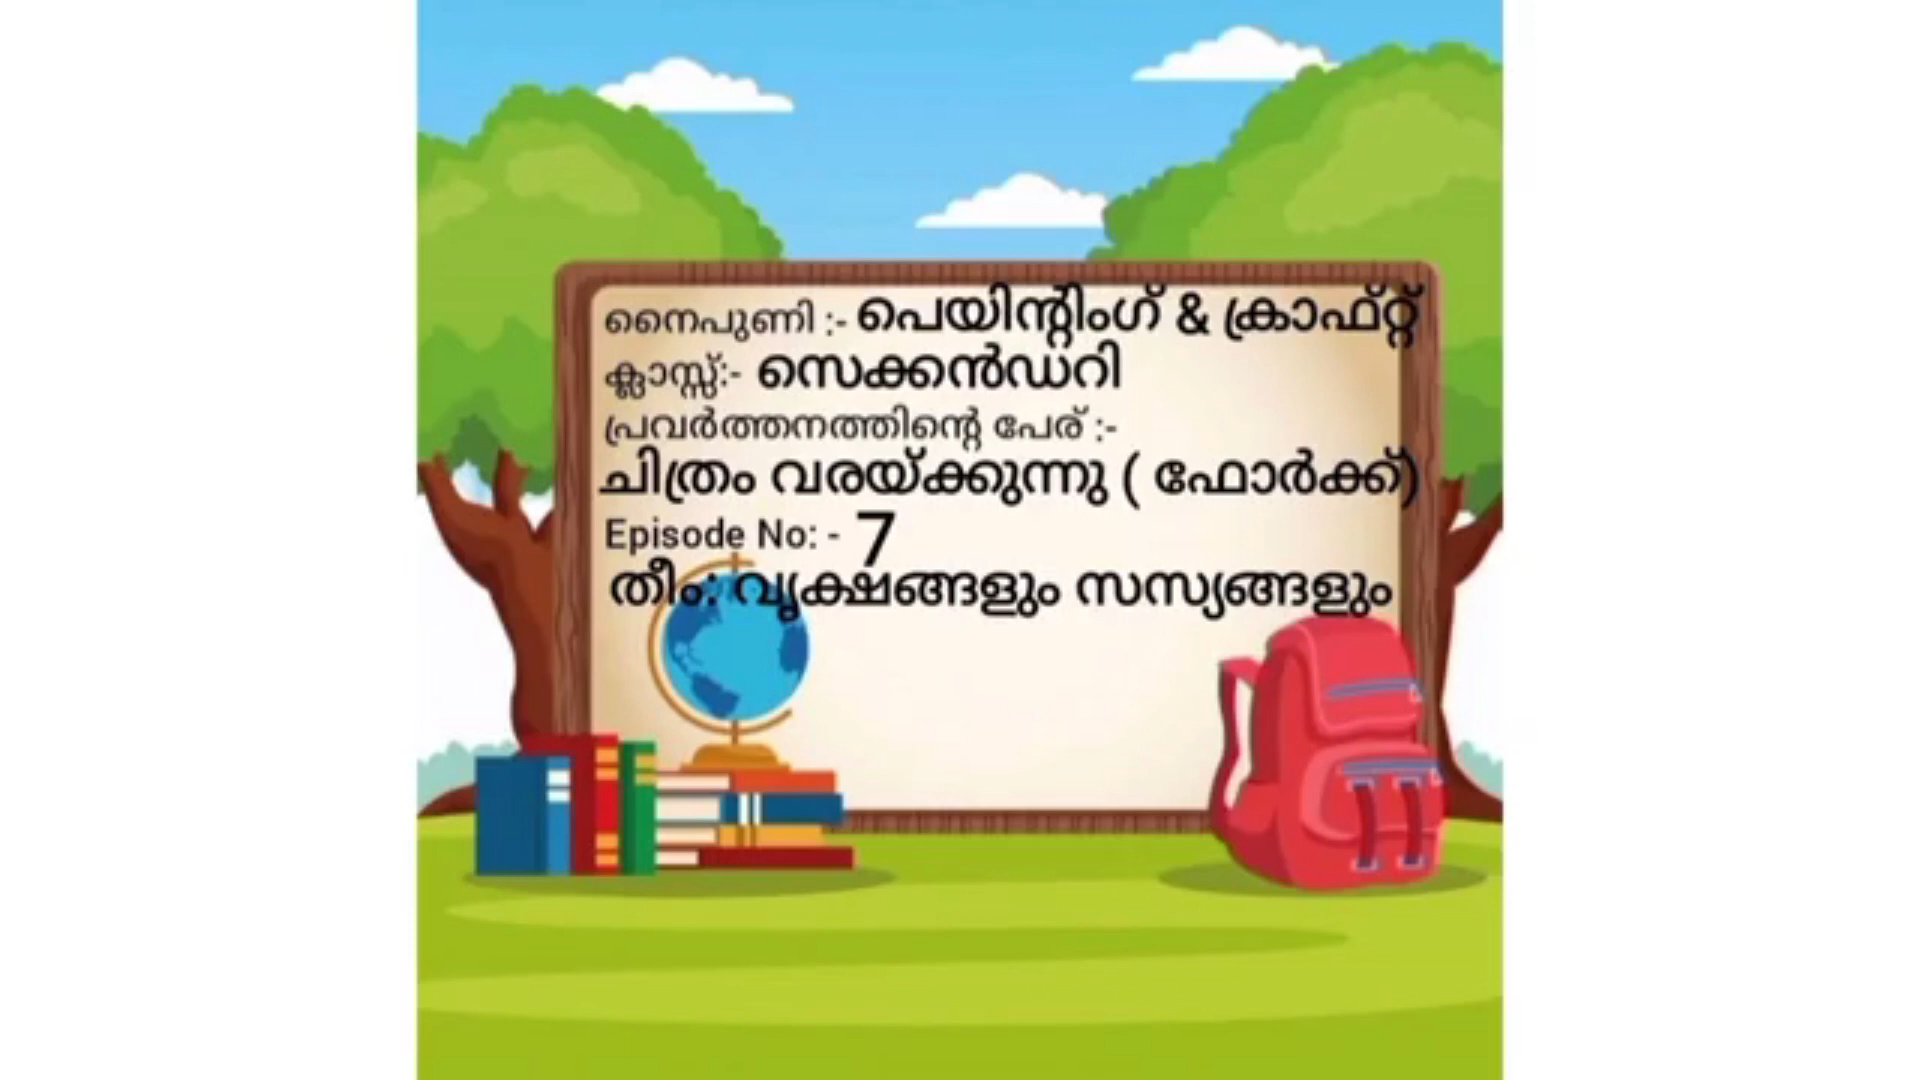 നൈപുണി :- പെയിന്റിംഗ് & ക്രാഫ്റ്റ്
ക്ലാസ്സ്:- സെക്കൻഡറി
പ്രവർത്തനത്തിന്റെ പേര് :-
ചിത്രം വരയ്ക്കുന്നു ( ഫോർക്ക്)
Episode No: - 7
തീം: വൃക്ഷങ്ങളും സസ്യങ്ങളും